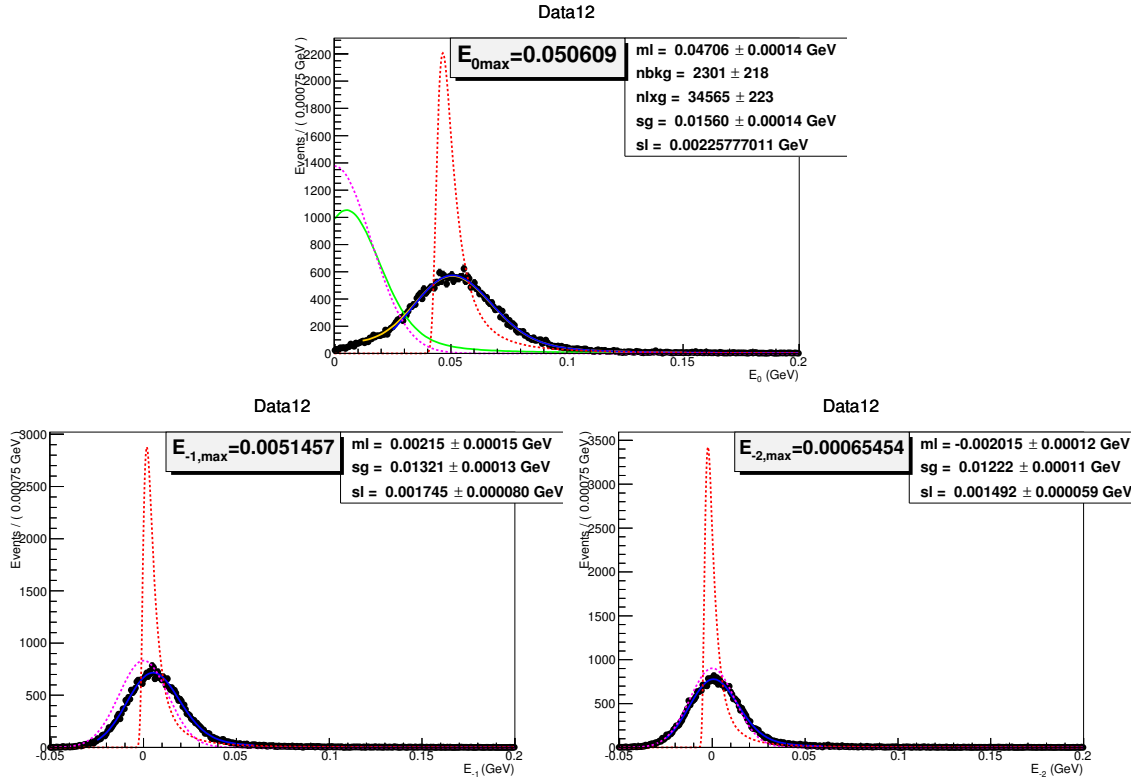 Data12
E0max=0.050609
ml = 0.04706 ± 0.00014 GeV
nbkg = 2301 ± 218
nlxg = 34565 ± 223
sg = 0.01560 ± 0.00014 GeV
sl = 0.00225777011 GeV
Events / ( 0.00075 GeV )
2200
2000
1800
1600
1400
1200
1000
800
600
400
200
0
0 0.05 0.1 0.15 0.2
E0 (GeV)
Data12
E-1,max=0.0051457
ml = 0.00215 ± 0.00015 GeV
sg = 0.01321 ± 0.00013 GeV
sl = 0.001745 ± 0.000080 GeV
Events / ( 0.00075 GeV )
3000
2500
2000
1500
1000
500
0
-0.05 0 0.05 0.1 0.15 0.2
E-1 (GeV)
Data12
E-2,max=0.00065454
ml = -0.002015 ± 0.00012 GeV
sg = 0.01222 ± 0.00011 GeV
sl = 0.001492 ± 0.000059 GeV
Events / ( 0.00075 GeV )
3500
3000
2500
2000
1500
1000
500
0
-0.05 0 0.05 0.1 0.15 0.2
E-2 (GeV)